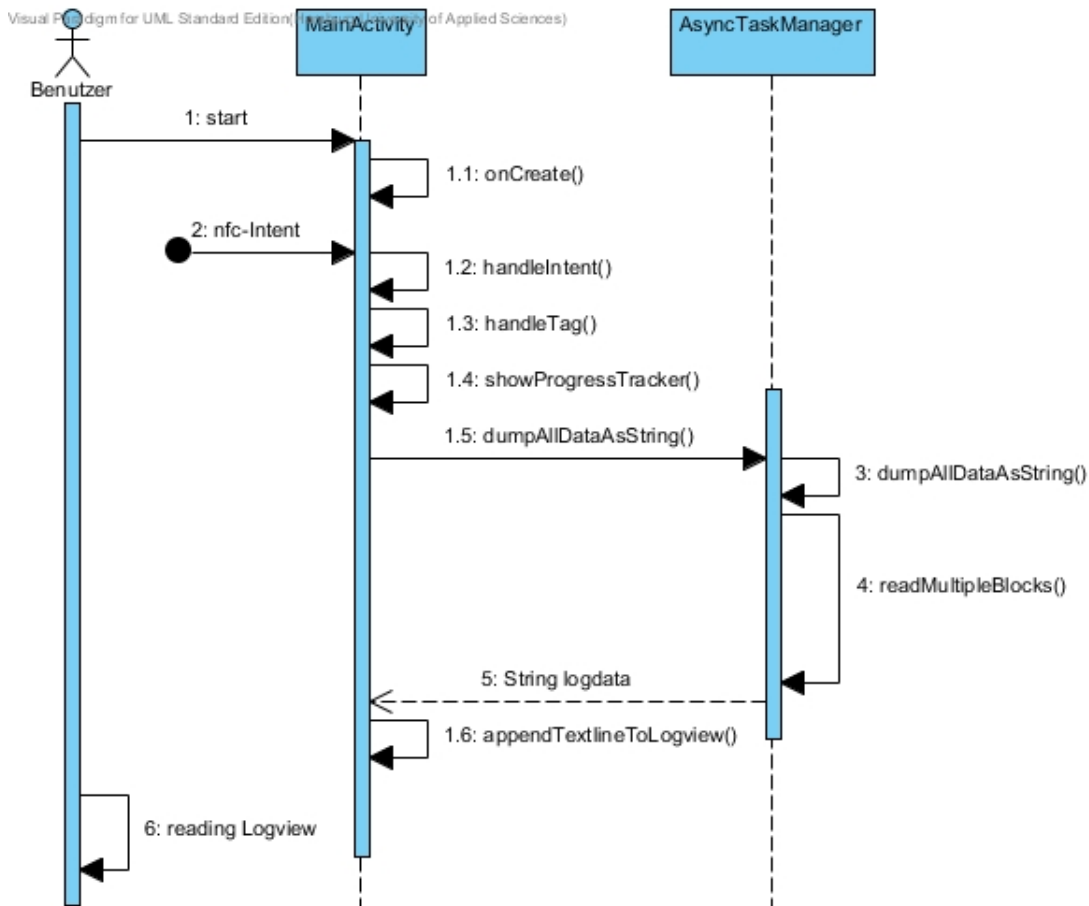 Visual Paradigm for UML Standard Edition(Hamburg University of Applied Sciences)
MainActivity
AsyncTaskManager
Benutzer
1: start
1.1: onCreate()
2: nfc-Intent
1.2: handleIntent()
1.3: handleTag()
1.4: showProgressTracker()
1.5: dumpAllDataAsString()
3: dumpAllDataAsString()
4: readMultipleBlocks()
5: String logdata
1.6: appendTextlineToLogview()
6: reading Logview